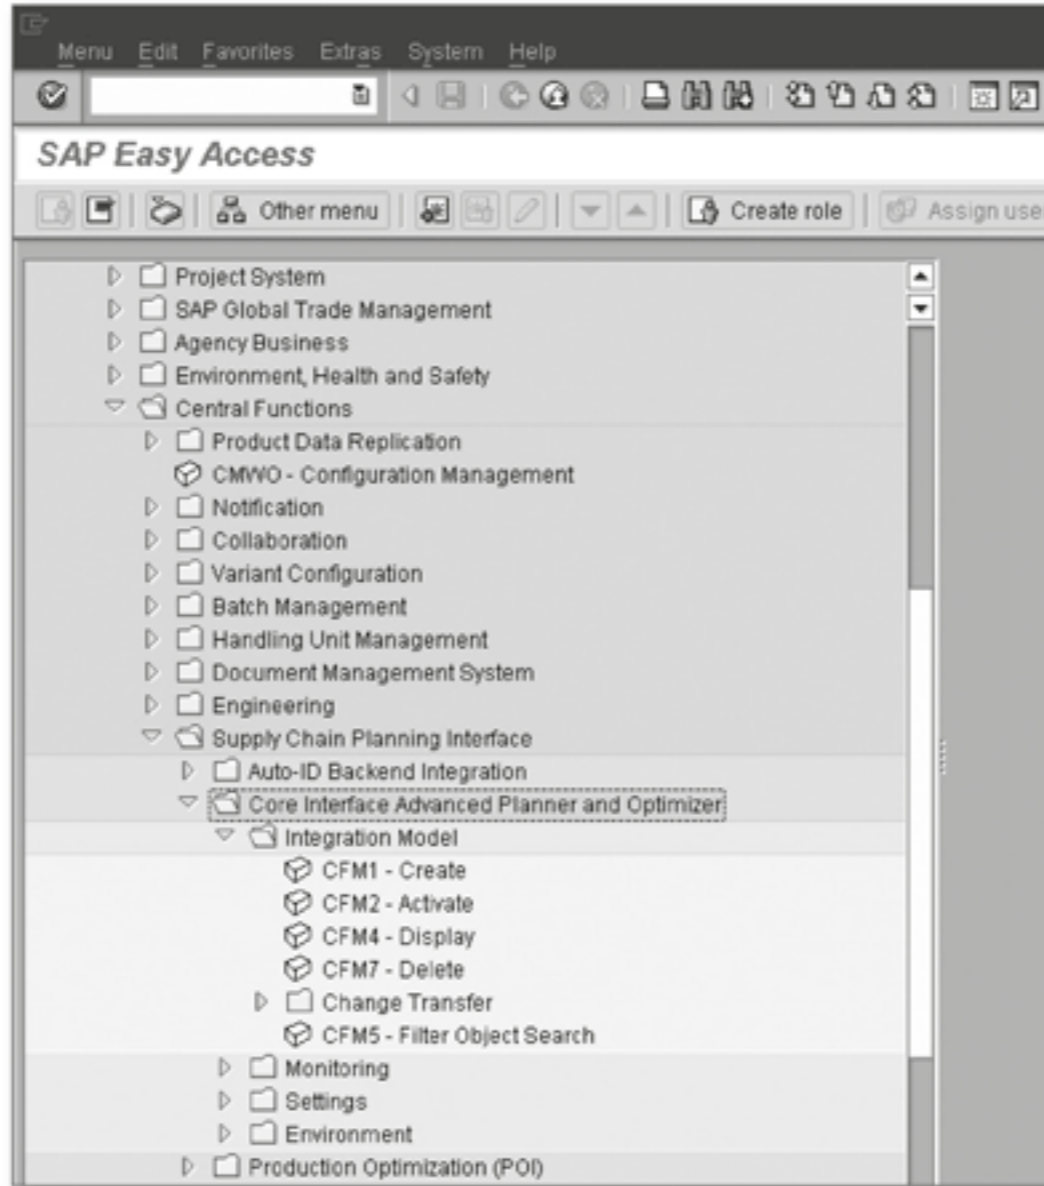 Menu Edit Favorites Extras System Help
SAP Easy Access
Other menu Create role Assign use
Project System
SAP Global Trade Management
Agency Business
Environment, Health and Safety
Central Functions
Product Data Replication
CMWO - Configuration Management
Notification
Collaboration
Variant Configuration
Batch Management
Handling Unit Management
Document Management System
Engineering
Supply Chain Planning Interface
Auto-ID Backend Integration
Core Interface Advanced Planner and Optimizer
Integration Model
CFM1 - Create
CFM2 - Activate
CFM4 - Display
CFM7 - Delete
Change Transfer
CFM5 - Filter Object Search
Monitoring
Settings
Environment
Production Optimization (POI)